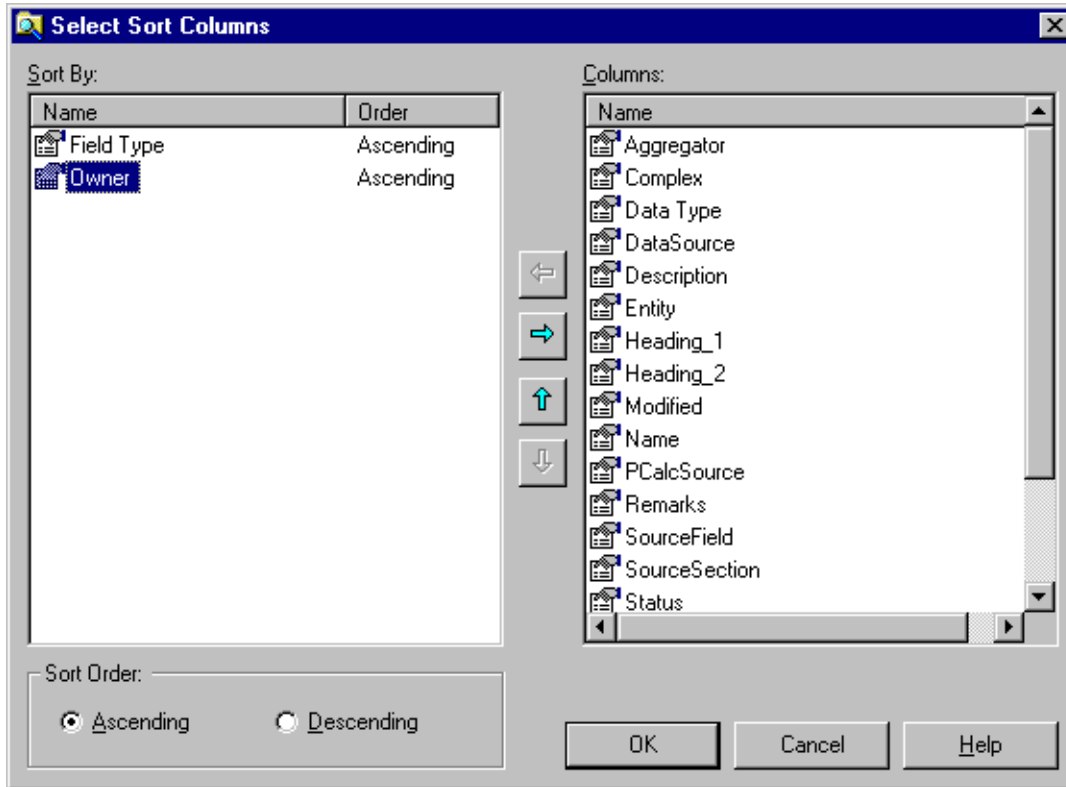 Select Sort Columns
Sort By:
Name Order
Field Type Ascending
Owner Ascending
Columns:
Name
Aggregator
Complex
Data Type
DataSource
Description
Entity
Heading_1
Heading_2
Modified
Name
PCalcSource
Remarks
SourceField
SourceSection
Status
Sort Order:
Ascending Descending
OK Cancel Help